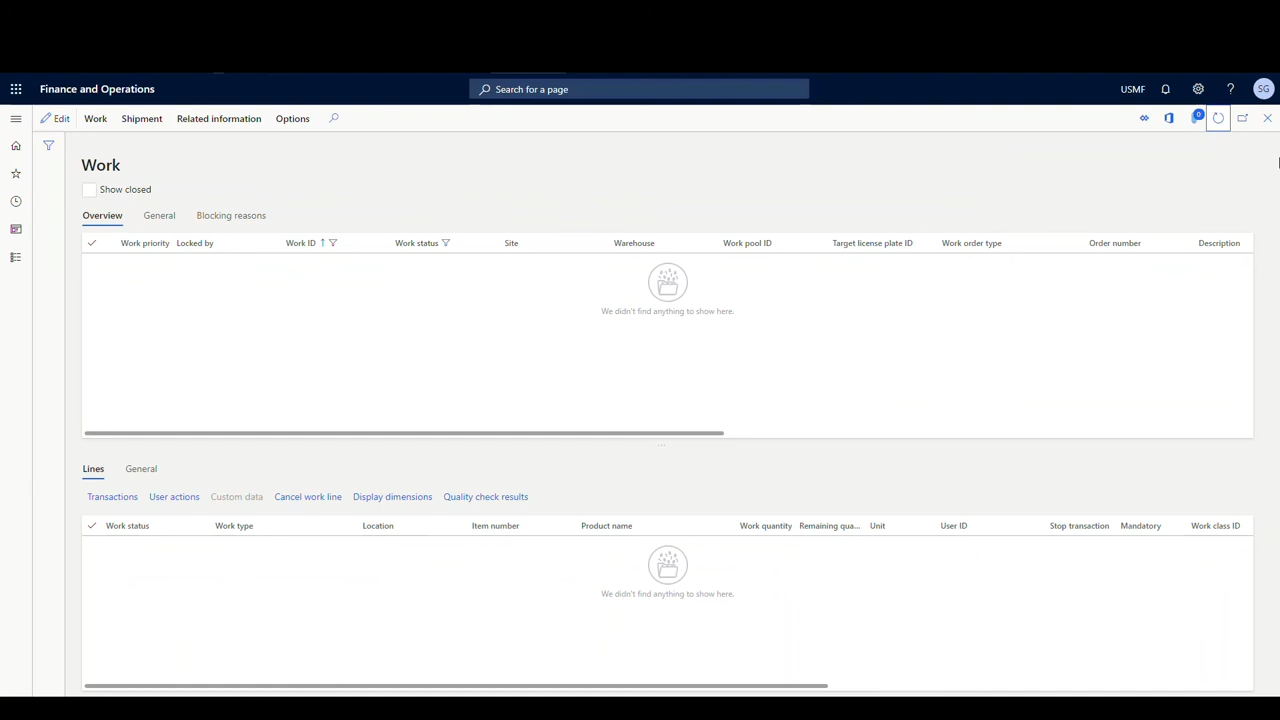 Finance and Operations
Search for a page
USMF
?
SG
Edit Work Shipment Related information Options
0
Work
Show closed
Overview General Blocking reasons
Work priority Locked by Work ID Work status Site Warehouse Work pool ID Target license plate ID Work order type Order number Description
We didn't find anything to show here.
Lines General
Transactions User actions Custom data Cancel work line Display dimensions Quality check results
Work status Work type Location Item number Product name Work quantity Remaining qua... Unit User ID Stop transaction Mandatory Work class ID
We didn't find anything to show here.